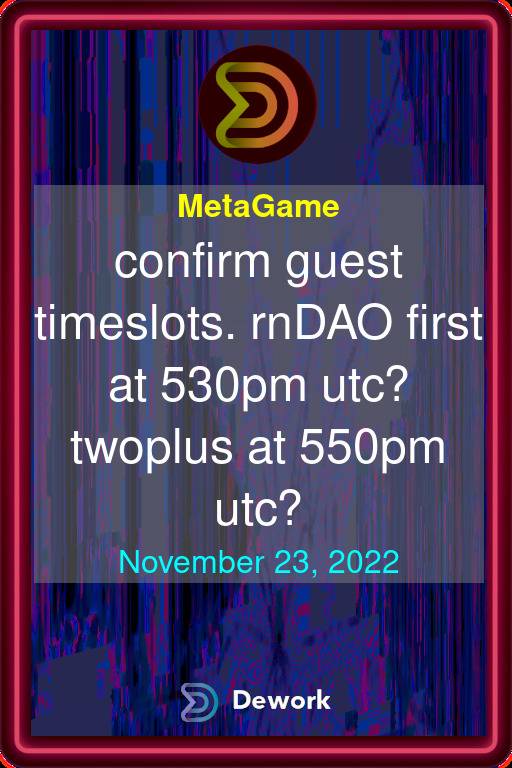 MetaGame
confirm guest
timeslots. rnDAO first
at 530pm utc?
twoplus at 550pm
utc?
November 23, 2022
Dework